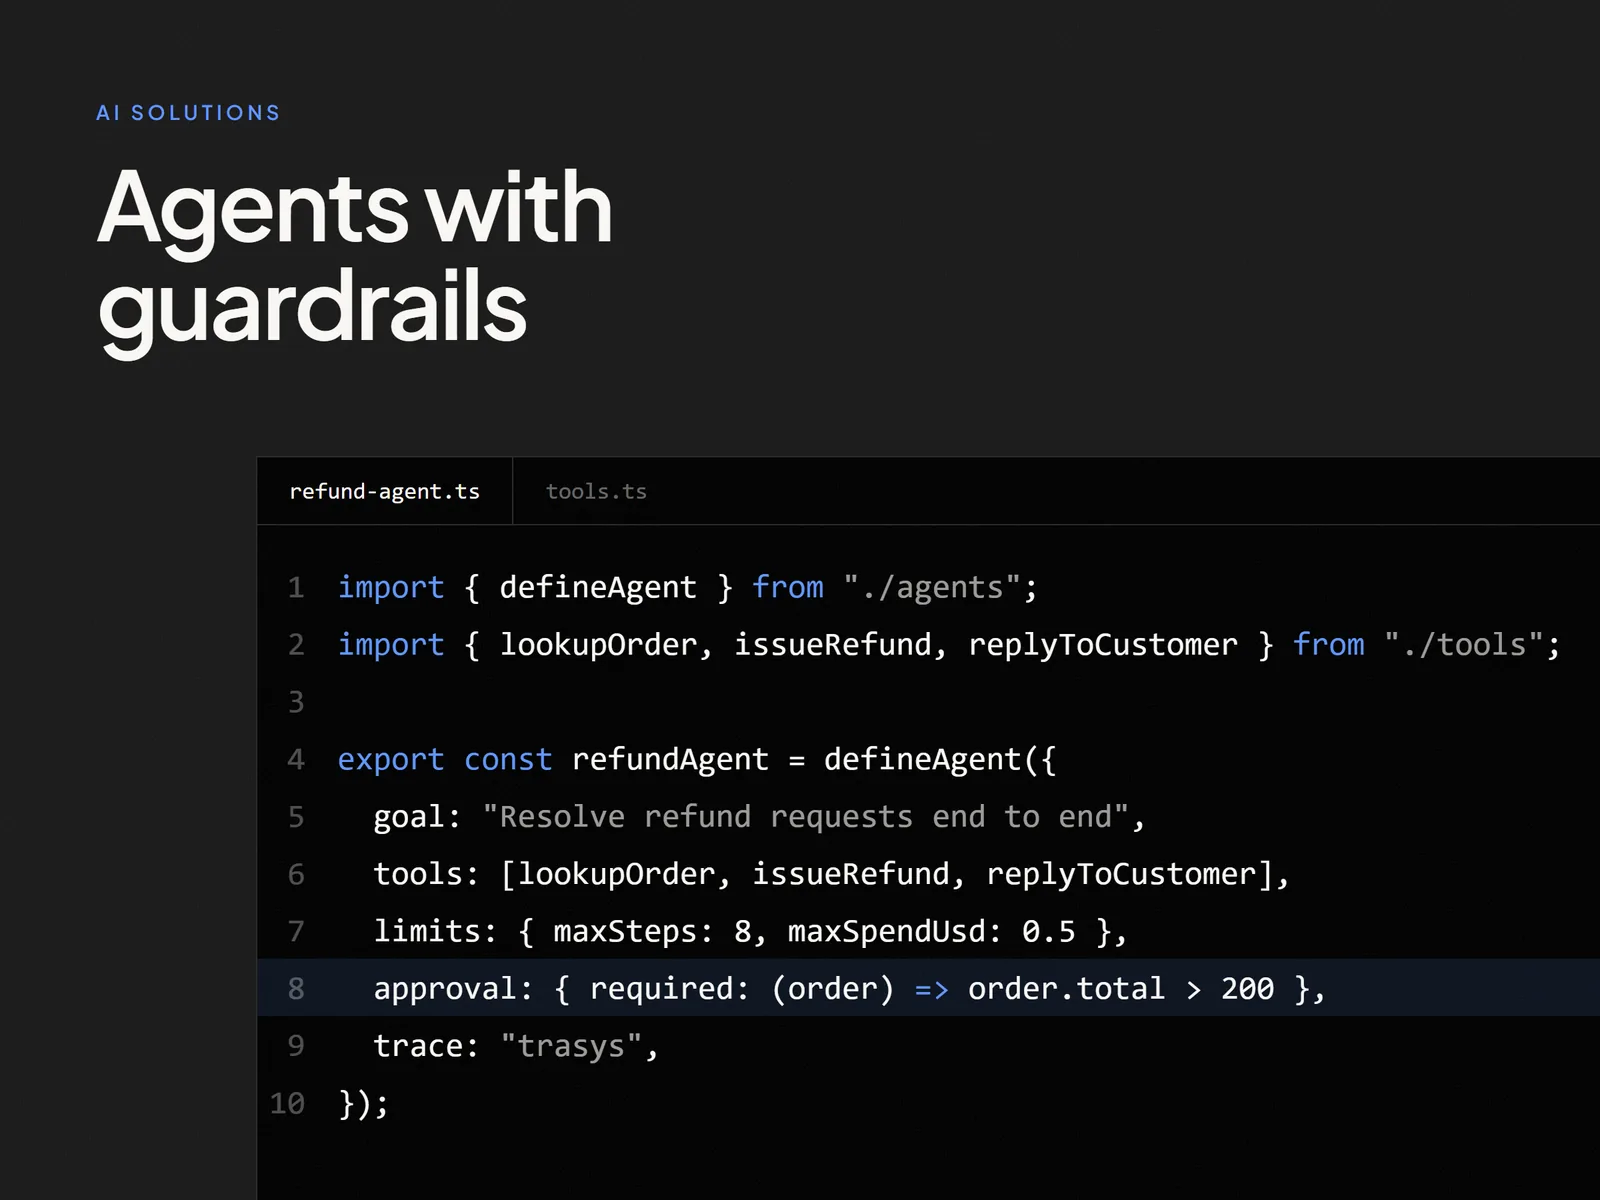 AI SOLUTIONS
Agents with
guardrails
refund-agent.ts tools.ts
1 import { defineAgent } from "./agents";
2 import { lookupOrder, issueRefund, replyToCustomer } from "./tools";
3
4 export const refundAgent = defineAgent({
5   goal: "Resolve refund requests end to end",
6   tools: [lookupOrder, issueRefund, replyToCustomer],
7   limits: { maxSteps: 8, maxSpendUsd: 0.5 },
8   approval: { required: (order) => order.total > 200 },
9   trace: "trasys",
10 });